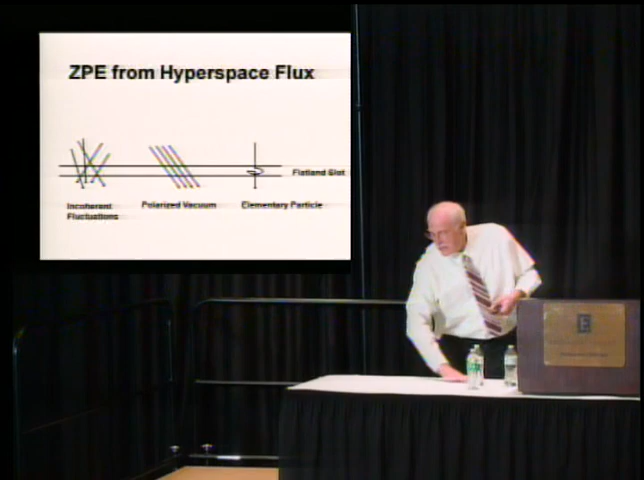 ZPE from Hyperspace Flux
Flatland Slot
Incoherent Polarized Vacuum Elementary Particle
Fluctuations
E